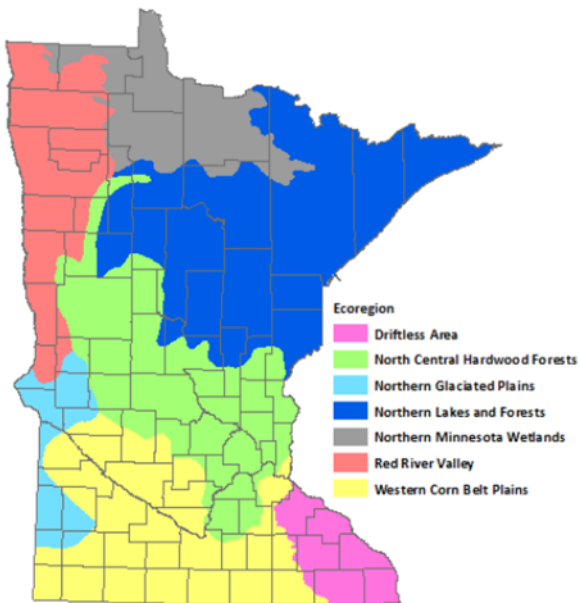 Ecoregion
Driftless Area
North Central Hardwood Forests
Northern Glaciated Plains
Northern Lakes and Forests
Northern Minnesota Wetlands
Red River Valley
Western Corn Belt Plains